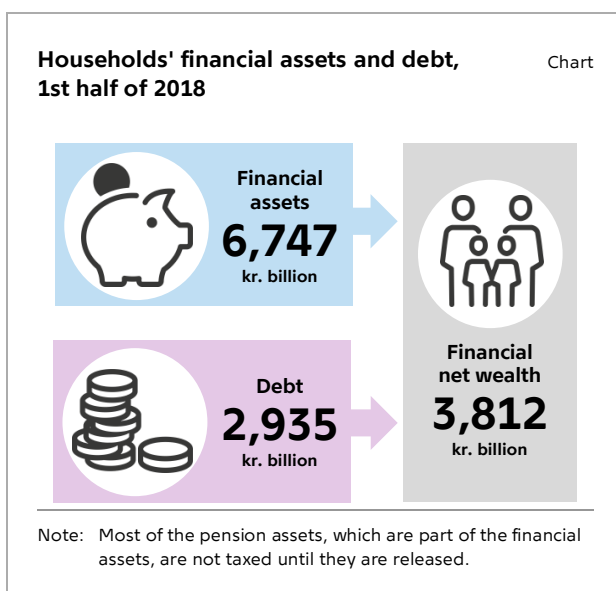 Households' financial assets and debt,
1st half of 2018
Chart
Financial
assets
6,747
kr. billion
Debt
2,935
kr. billion
Financial
net wealth
3,812
kr. billion
Note: Most of the pension assets, which are part of the financial
assets, are not taxed until they are released.